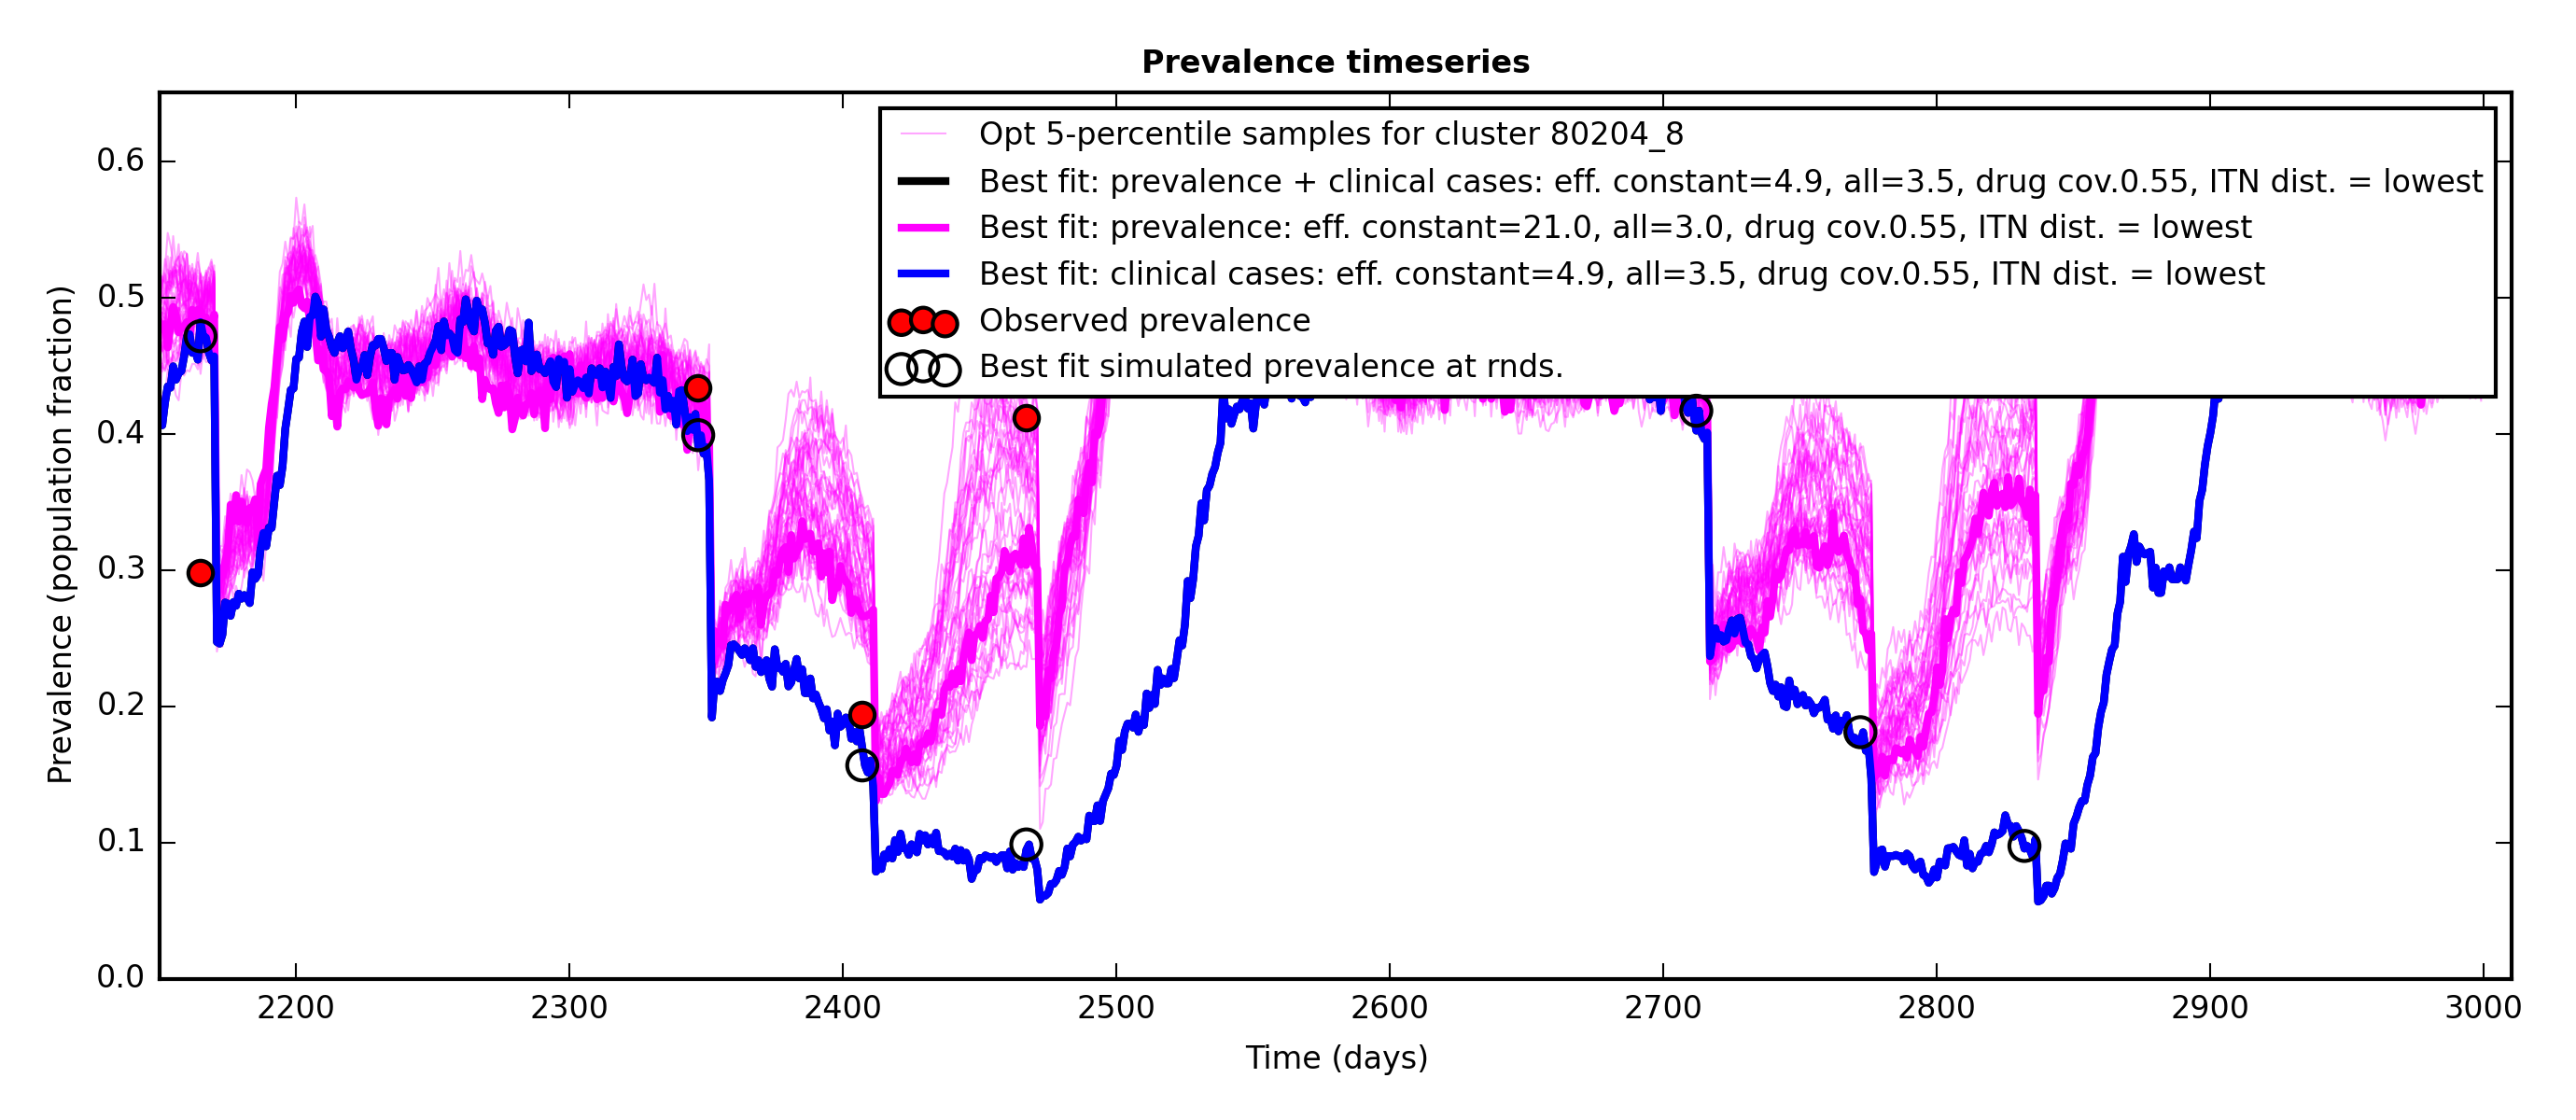 Prevalence timeseries
Opt 5-percentile samples for cluster 80204_8
Best fit: prevalence + clinical cases: eff. constant=4.9, all=3.5, drug cov.0.55, ITN dist. = lowest
Best fit: prevalence: eff. constant=21.0, all=3.0, drug cov.0.55, ITN dist. = lowest
Best fit: clinical cases: eff. constant=4.9, all=3.5, drug cov.0.55, ITN dist. = lowest
Observed prevalence
Best fit simulated prevalence at rnds.
Prevalence (population fraction)
0.6
0.5
0.4
0.3
0.2
0.1
0.0
2200 2300 2400 2500 2600 2700 2800 2900 3000
Time (days)